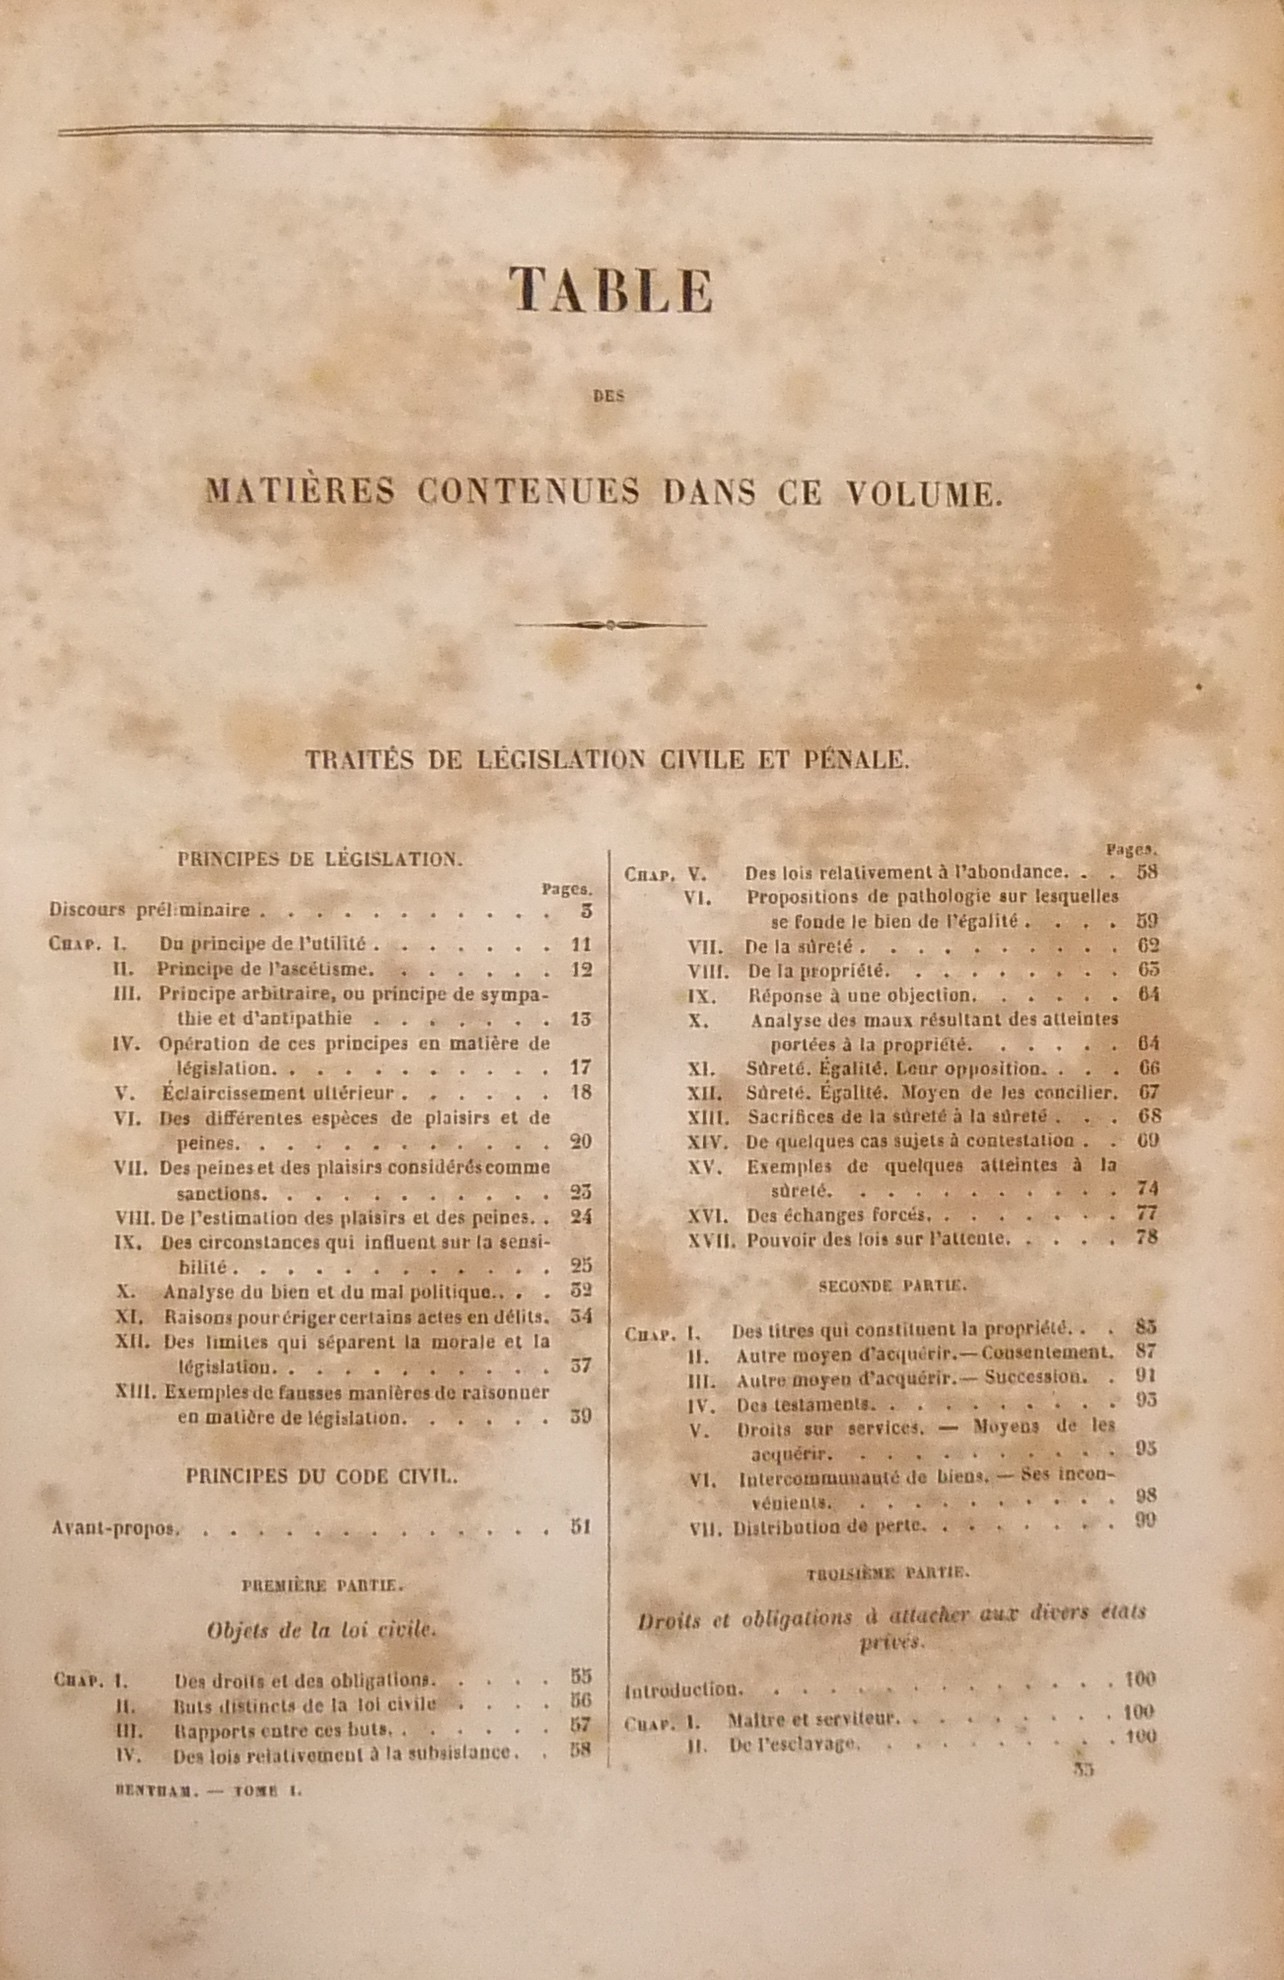 TABLE
DES
MATIÈRES CONTENUES DANS CE VOLUME.
TRAITÉS DE LÉGISLATION CIVILE ET PÉNALE.
PRINCIPES DE LÉGISLATION.
Pages.
Discours préliminaire . . . . . . . . . . . 3
CHAP. I. Du principe de l'utilité . . . . . . . 11
II. Principe de l'ascétisme. . . . . . . 12
III. Principe arbitraire, ou principe de sympa-
thie et d'antipathie . . . . . . . 13
IV. Opération de ces principes en matière de
législation. . . . . . . . . . . 17
V. Éclaircissement ultérieur . . . . . . 18
VI. Des différentes espèces de plaisirs et de
peines. . . . . . . . . . . . 20
VII. Des peines et des plaisirs considérés comme
sanctions. . . . . . . . . . . 23
VIII. De l'estimation des plaisirs et des peines. . 24
IX. Des circonstances qui influent sur la sensi-
bilité . . . . . . . . . . . . 25
X. Analyse du bien et du mal politique. . . . 32
XI. Raisons pour ériger certains actes en délits. 34
XII. Des limites qui séparent la morale et la
législation. . . . . . . . . . . 37
XIII. Exemples de fausses manières de raisonner
en matière de législation. . . . . . 39
PRINCIPES DU CODE CIVIL.
Avant-propos. . . . . . . . . . . . . . 51
PREMIÈRE PARTIE.
Objets de la loi civile.
CHAP. I. Des droits et des obligations. . . . . 55
II. Buts distincts de la loi civile . . . . 56
III. Rapports entre ces buts. . . . . . . 57
IV. Des lois relativement à la subsistance. . 58
BENTHAM. — TOME I.
Pages.
CHAP. V. Des lois relativement à l'abondance. . . 58
VI. Propositions de pathologie sur lesquelles
se fonde le bien de l'égalité . . . . 59
VII. De la sûreté . . . . . . . . . . 62
VIII. De la propriété. . . . . . . . . 63
IX. Réponse à une objection. . . . . . 64
X. Analyse des maux résultant des atteintes
portées à la propriété. . . . . . 64
XI. Sûreté. Égalité. Leur opposition. . . . 66
XII. Sûreté. Égalité. Moyen de les concilier. 67
XIII. Sacrifices de la sûreté à la sûreté . . . 68
XIV. De quelques cas sujets à contestation . . 69
XV. Exemples de quelques atteintes à la
sûreté. . . . . . . . . . . 74
XVI. Des échanges forcés. . . . . . . . 77
XVII. Pouvoir des lois sur l'attente. . . . . 78
SECONDE PARTIE.
CHAP. I. Des titres qui constituent la propriété. . . 83
II. Autre moyen d'acquérir.—Consentement. 87
III. Autre moyen d'acquérir.— Succession. . 91
IV. Des testaments. . . . . . . . . . 93
V. Droits sur services. — Moyens de les
acquérir. . . . . . . . . . . 95
VI. Intercommunauté de biens. — Ses incon-
vénients. . . . . . . . . . . 98
VII. Distribution de perte. . . . . . . . 99
TROISIÈME PARTIE.
Droits et obligations à attacher aux divers états
privés.
Introduction. . . . . . . . . . . . . . 100
CHAP. I. Maître et serviteur. . . . . . . . . 100
II. De l'esclavage. . . . . . . . . . 100
35